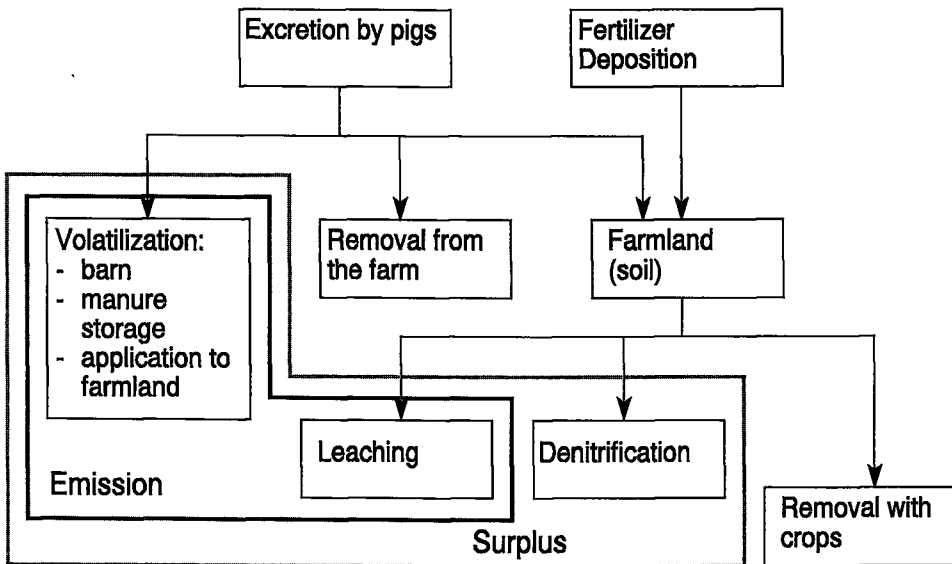 Excretion by pigs
Fertilizer
Deposition
Volatilization:
- barn
- manure
storage
- application to
farmland
Removal from
the farm
Farmland
(soil)
Leaching
Denitrification
Emission
Removal with
crops
Surplus